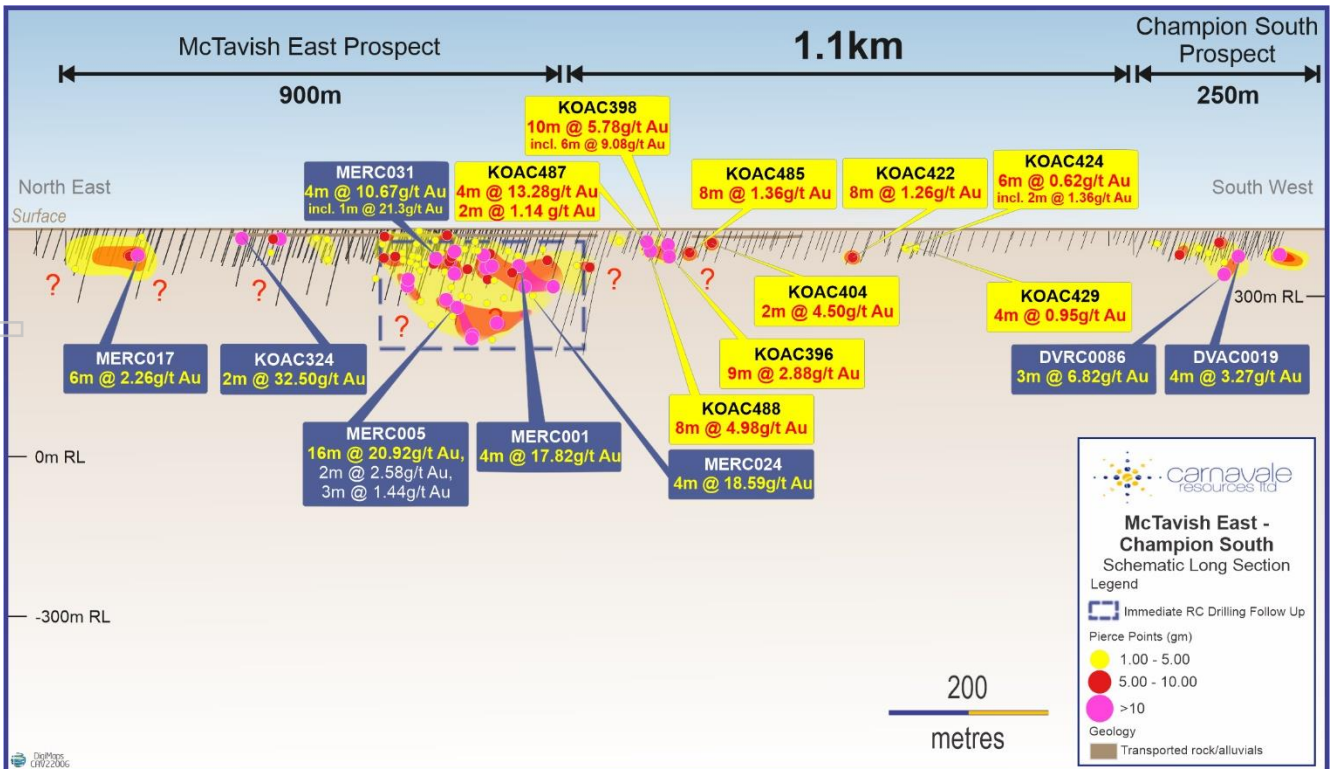 McTavish East Prospect
900m
1.1km
Champion South
Prospect
250m
North East
Surface
South West
MERC031
4m @ 10.67g/t Au
incl. 1m @ 21.3g/t Au
KOAC487
4m @ 13.28g/t Au
2m @ 1.14 g/t Au
KOAC398
10m @ 5.78g/t Au
incl. 6m @ 9.08g/t Au
KOAC485
8m @ 1.36g/t Au
KOAC422
8m @ 1.26g/t Au
KOAC424
6m @ 0.62g/t Au
incl. 2m @ 1.36g/t Au
?
?
?
?
?
?
?
300m RL
MERC017
6m @ 2.26g/t Au
KOAC324
2m @ 32.50g/t Au
MERC005
16m @ 20.92g/t Au,
2m @ 2.58g/t Au,
3m @ 1.44g/t Au
MERC001
4m @ 17.82g/t Au
MERC024
4m @ 18.59g/t Au
KOAC488
8m @ 4.98g/t Au
KOAC396
9m @ 2.88g/t Au
KOAC404
2m @ 4.50g/t Au
KOAC429
4m @ 0.95g/t Au
DVRC0086
3m @ 6.82g/t Au
DVAC0019
4m @ 3.27g/t Au
0m RL
-300m RL
200
metres
carnavale
resources ltd
McTavish East -
Champion South
Schematic Long Section
Legend
Immediate RC Drilling Follow Up
Pierce Points (gm)
1.00 - 5.00
5.00 - 10.00
>10
Geology
Transported rock/alluvials
DigiMaps
CAV22006